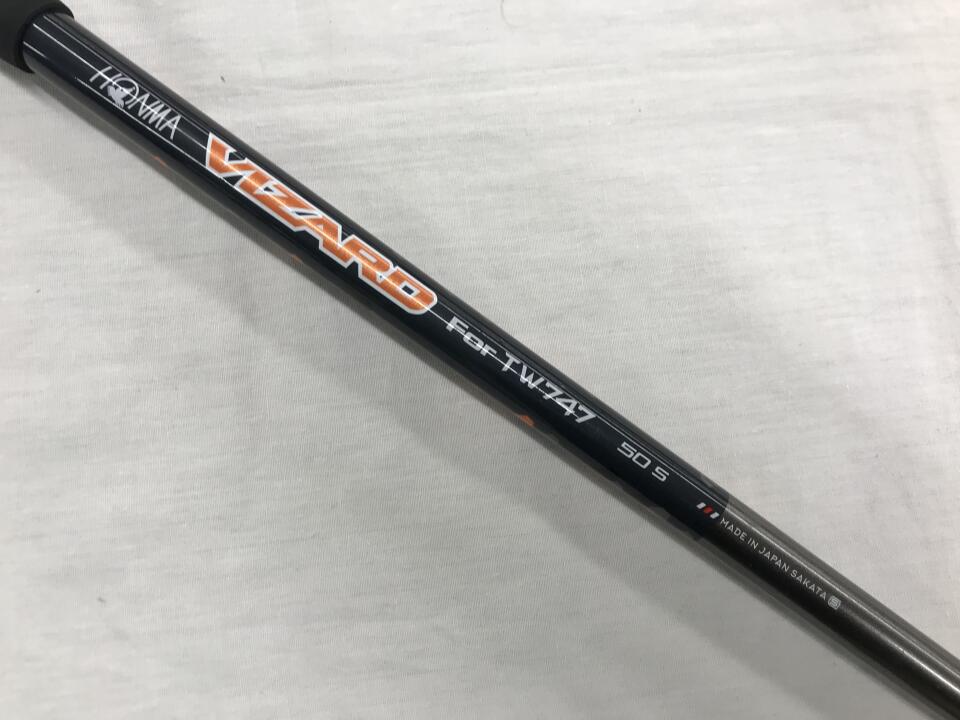 HONMA
VIZARD
For TW747
50 S
MADE IN JAPAN SAKATA